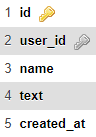 1 id
2 user_id
3 name
4 text
5 created_at